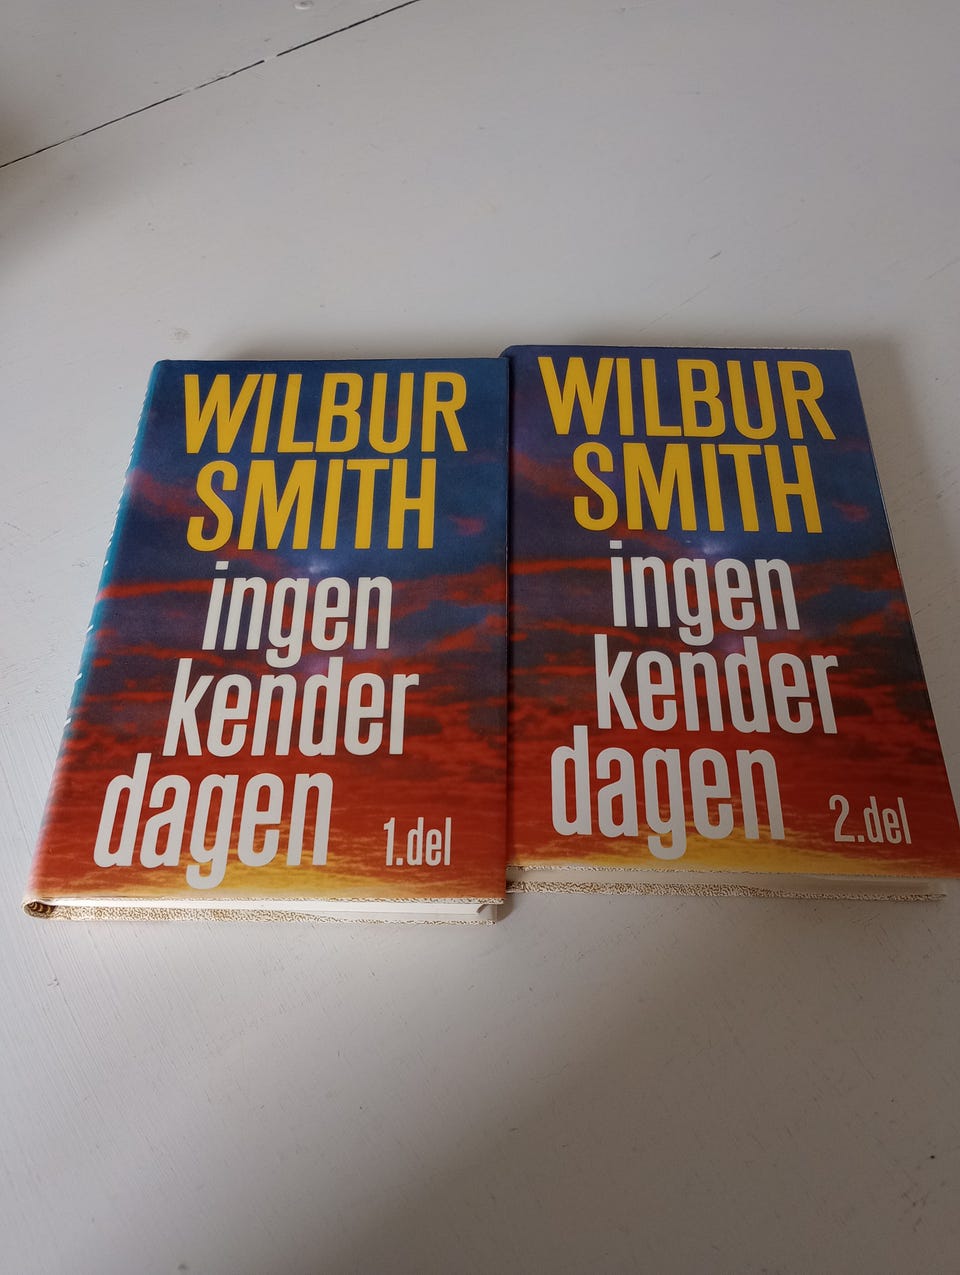 WILBUR
SMITH
ingen
kender
dagen
1.del
WILBUR
SMITH
ingen
kender
dagen
2.del